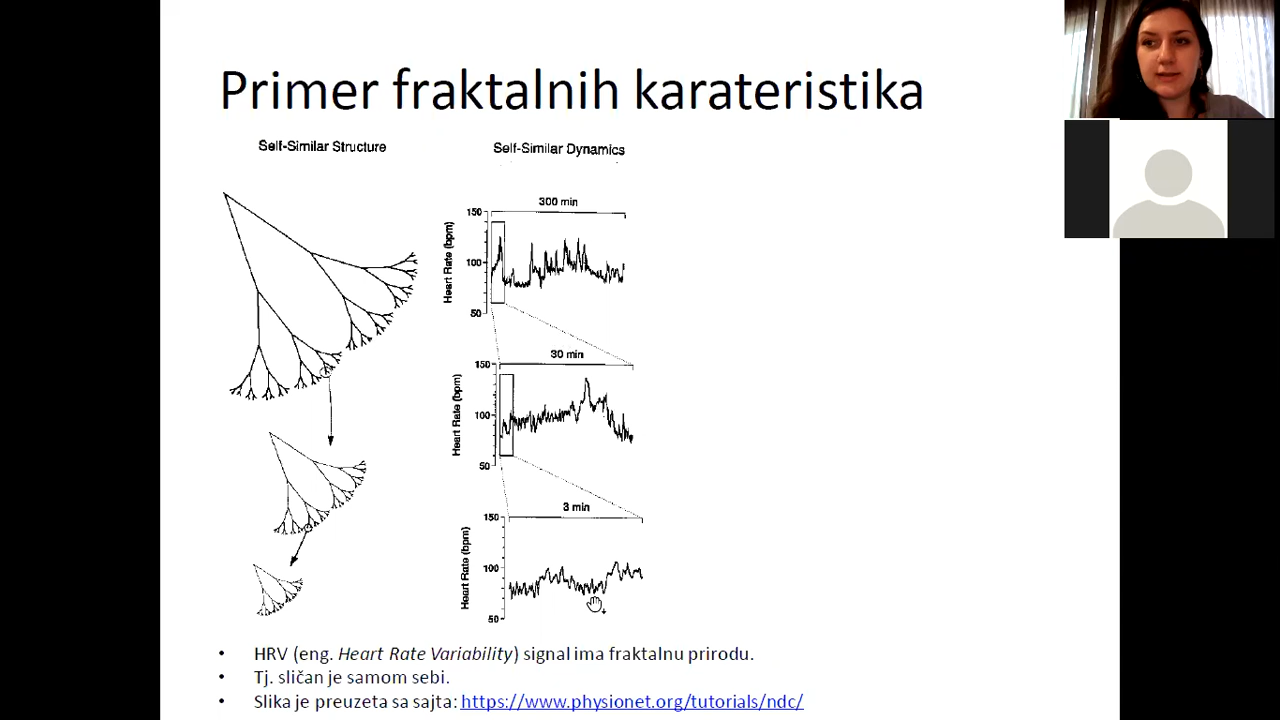 Primer fraktalnih karateristika
Self-Similar Structure
Self-Similar Dynamics
300 min
150
100
50
Heart Rate (bpm)
30 min
150
100
50
Heart Rate (bpm)
3 min
150
100
50
Heart Rate (bpm)
• HRV (eng. Heart Rate Variability) signal ima fraktalnu prirodu.
• Tj. sličan je samom sebi.
• Slika je preuzeta sa sajta: https://www.physionet.org/tutorials/ndc/